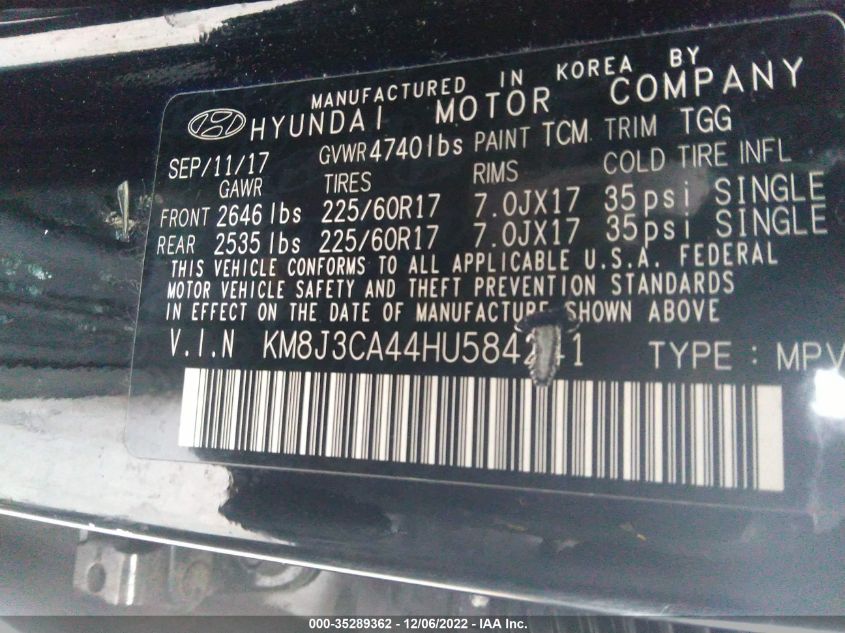 MANUFACTURED IN KOREA BY
HYUNDAI MOTOR COMPANY
SEP/11/17 GVWR 4740lbs PAINT TCM TRIM TGG
GAWR TIRES RIMS COLD TIRE INFL
FRONT 2646 lbs 225/60R17 7.0JX17 35psi SINGLE
REAR 2535 lbs 225/60R17 7.0JX17 35psi SINGLE
THIS VEHICLE CONFORMS TO ALL APPLICABLE U.S.A. FEDERAL
MOTOR VEHICLE SAFETY AND THEFT PREVENTION STANDARDS
IN EFFECT ON THE DATE OF MANUFACTURE SHOWN ABOVE
V.I.N KM8J3CA44HU584241 TYPE : MPV
000-35289362 - 12/06/2022 - IAA Inc.